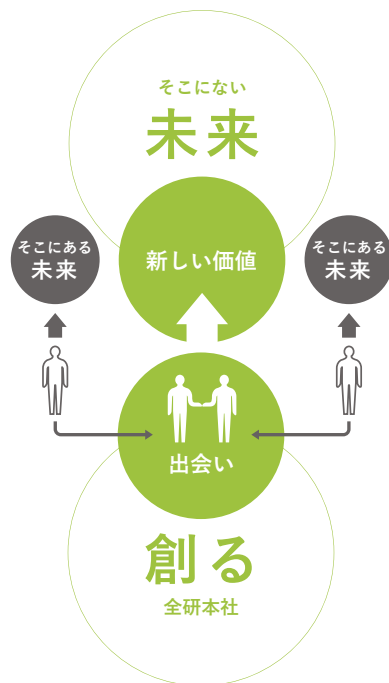 そこにない
未来
そこにある
未来
新しい価値
そこにある
未来
出会い
創る
全研本社